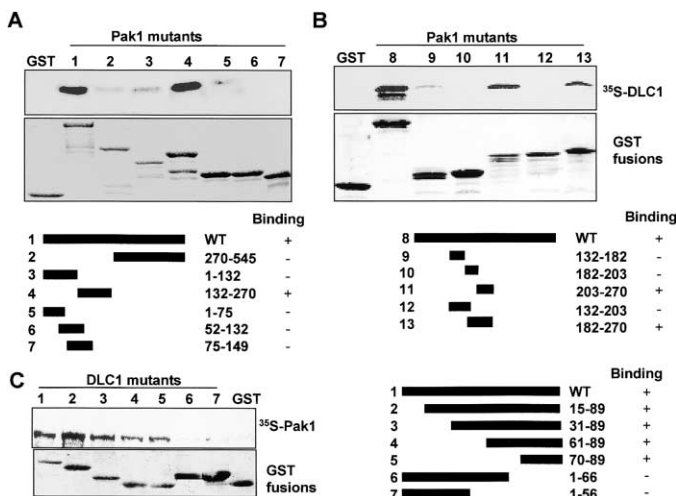 A
Pak1 mutants
GST 1 2 3 4 5 6 7
Binding
1 WT +
2 270-545 -
3 1-132 -
4 132-270 +
5 1-75 -
6 52-132 -
7 75-149 -
B
Pak1 mutants
GST 8 9 10 11 12 13
³⁵S-DLC1
GST
fusions
Binding
8 WT +
9 132-182 -
10 182-203 -
11 203-270 +
12 132-203 -
13 182-270 +
C
DLC1 mutants
1 2 3 4 5 6 7 GST
³⁵S-Pak1
GST
fusions
Binding
1 WT +
2 15-89 +
3 31-89 +
4 61-89 +
5 70-89 +
6 1-66 -
7 1-56 -